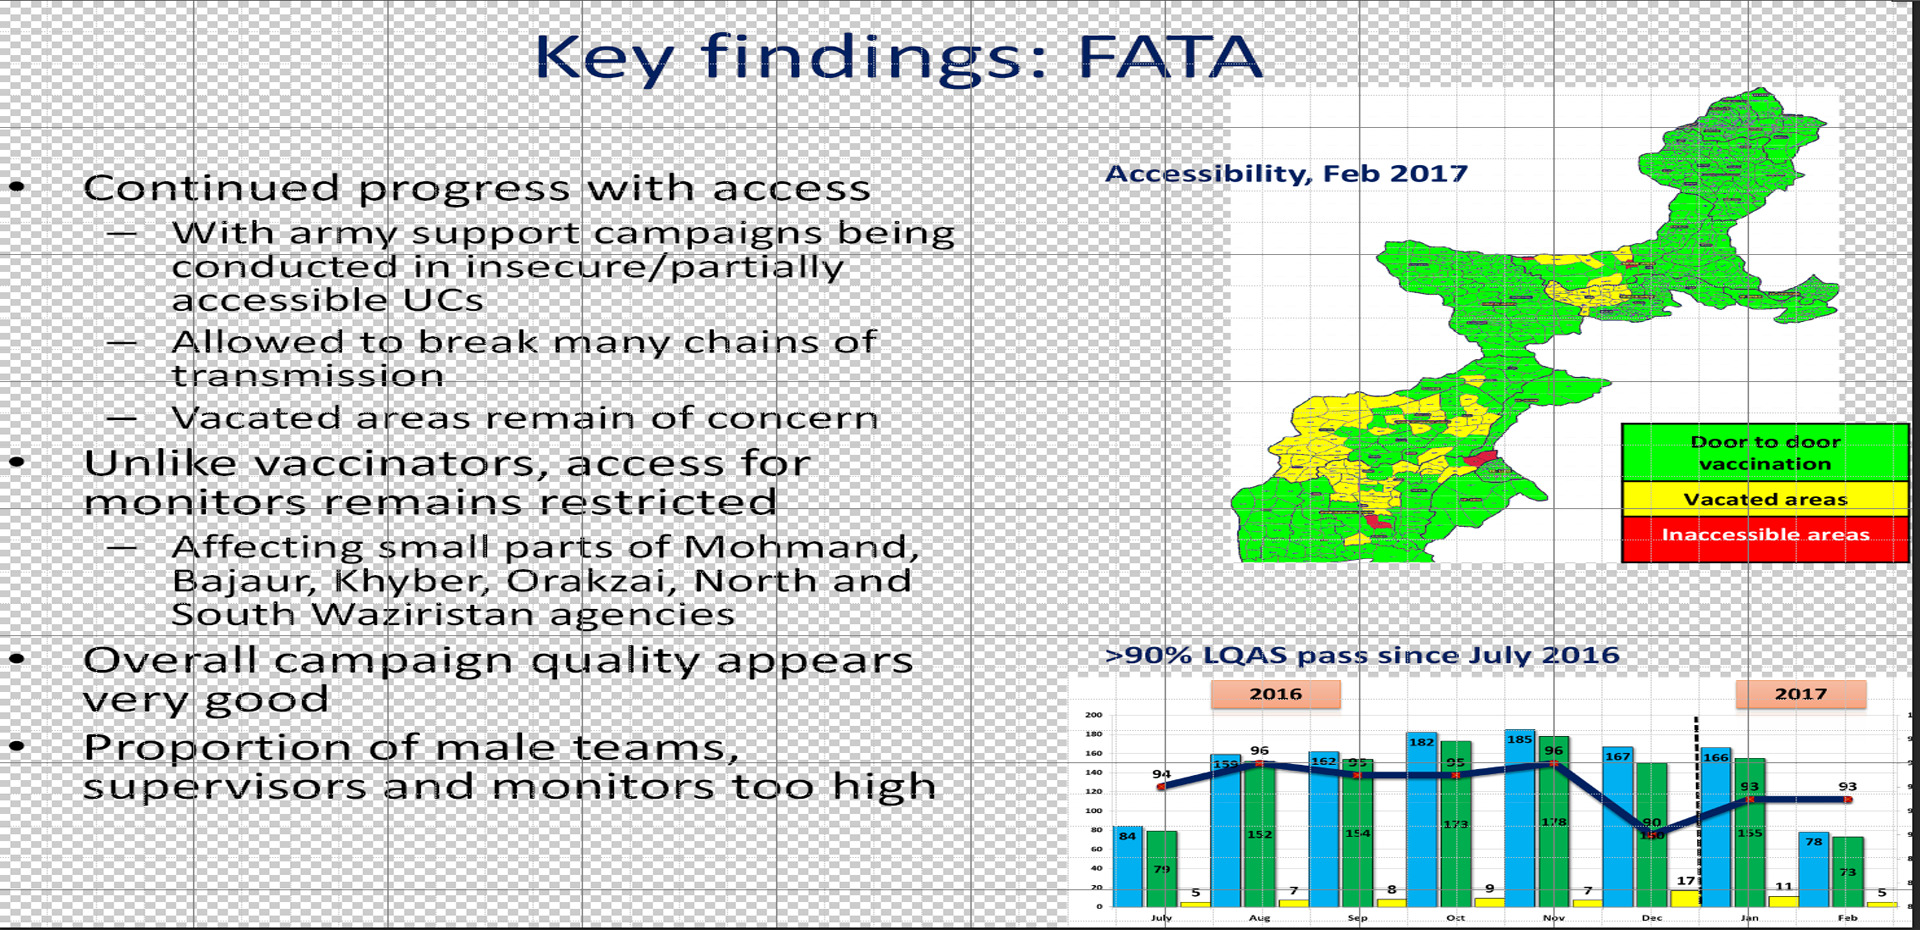 Key findings: FATA
• Continued progress with access
– With army support campaigns being
conducted in insecure/partially
accessible UCs
– Allowed to break many chains of
transmission
– Vacated areas remain of concern
• Unlike vaccinators, access for
monitors remains restricted
– Affecting small parts of Mohmand,
Bajaur, Khyber, Orakzai, North and
South Waziristan agencies
• Overall campaign quality appears
very good
• Proportion of male teams,
supervisors and monitors too high
Accessibility, Feb 2017
Door to door
vaccination
Vacated areas
Inaccessible areas
>90% LQAS pass since July 2016
2016 2017
200
180
160
140
120
100
80
60
40
20
0
94 96 95 95 96 90 93 93
84 79 5
159 152 7
162 154 8
182 173 9
185 178 7
167 150 17
166 155 11
78 73 5
July Aug Sep Oct Nov Dec Jan Feb